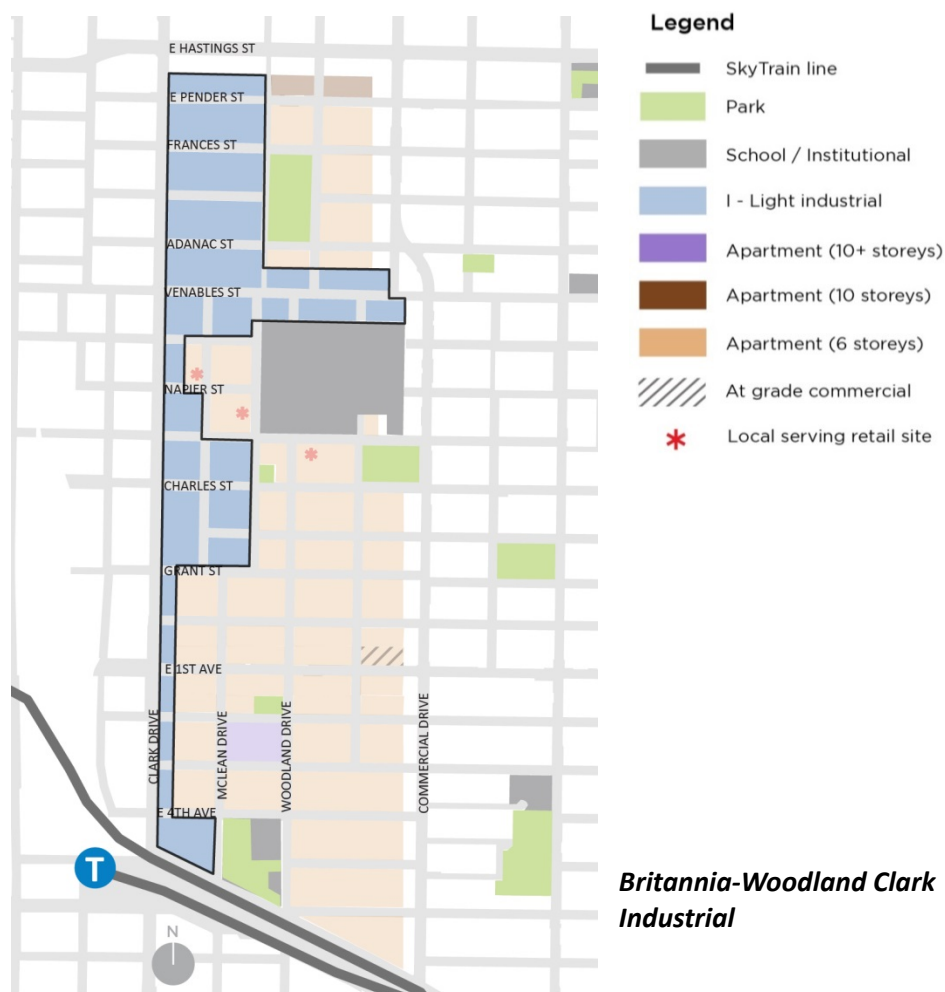 E HASTINGS ST
E PENDER ST
FRANCES ST
ADANAC ST
VENABLES ST
NAPIER ST
CHARLES ST
GRANT ST
E 1ST AVE
CLARK DRIVE
MCLEAN DRIVE
WOODLAND DRIVE
COMMERCIAL DRIVE
E 4TH AVE
T
N
Legend
SkyTrain line
Park
School / Institutional
I - Light industrial
Apartment (10+ storeys)
Apartment (10 storeys)
Apartment (6 storeys)
At grade commercial
Local serving retail site
Britannia-Woodland Clark
Industrial